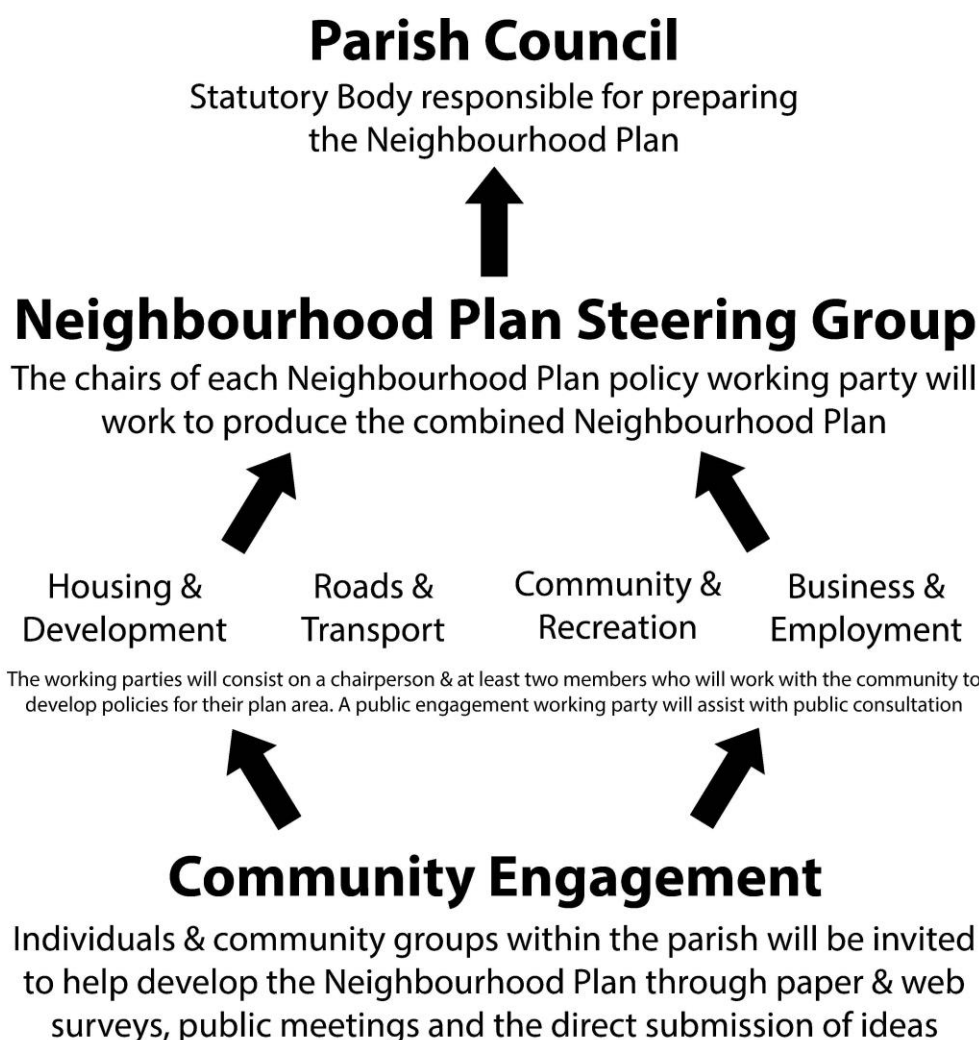 Parish Council
Statutory Body responsible for preparing
the Neighbourhood Plan
Neighbourhood Plan Steering Group
The chairs of each Neighbourhood Plan policy working party will
work to produce the combined Neighbourhood Plan
Housing &
Development
Roads &
Transport
Community &
Recreation
Business &
Employment
The working parties will consist on a chairperson & at least two members who will work with the community to
develop policies for their plan area. A public engagement working party will assist with public consultation
Community Engagement
Individuals & community groups within the parish will be invited
to help develop the Neighbourhood Plan through paper & web
surveys, public meetings and the direct submission of ideas